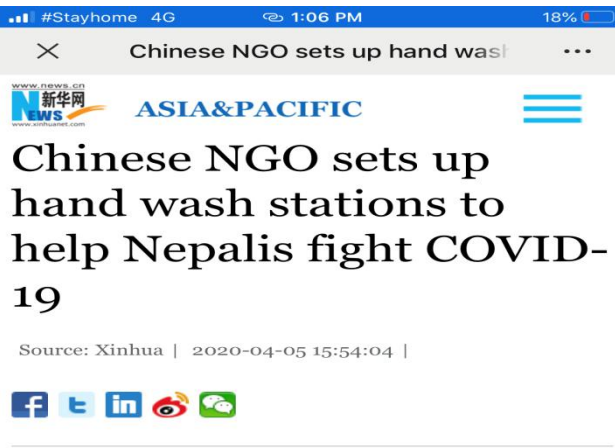 #Stayhome 4G 1:06 PM 18%
Chinese NGO sets up hand wash
www.news.cn
新华网
NEWS
www.xinhuanet.com
ASIA&PACIFIC
Chinese NGO sets up
hand wash stations to
help Nepalis fight COVID-
19
Source: Xinhua | 2020-04-05 15:54:04 |